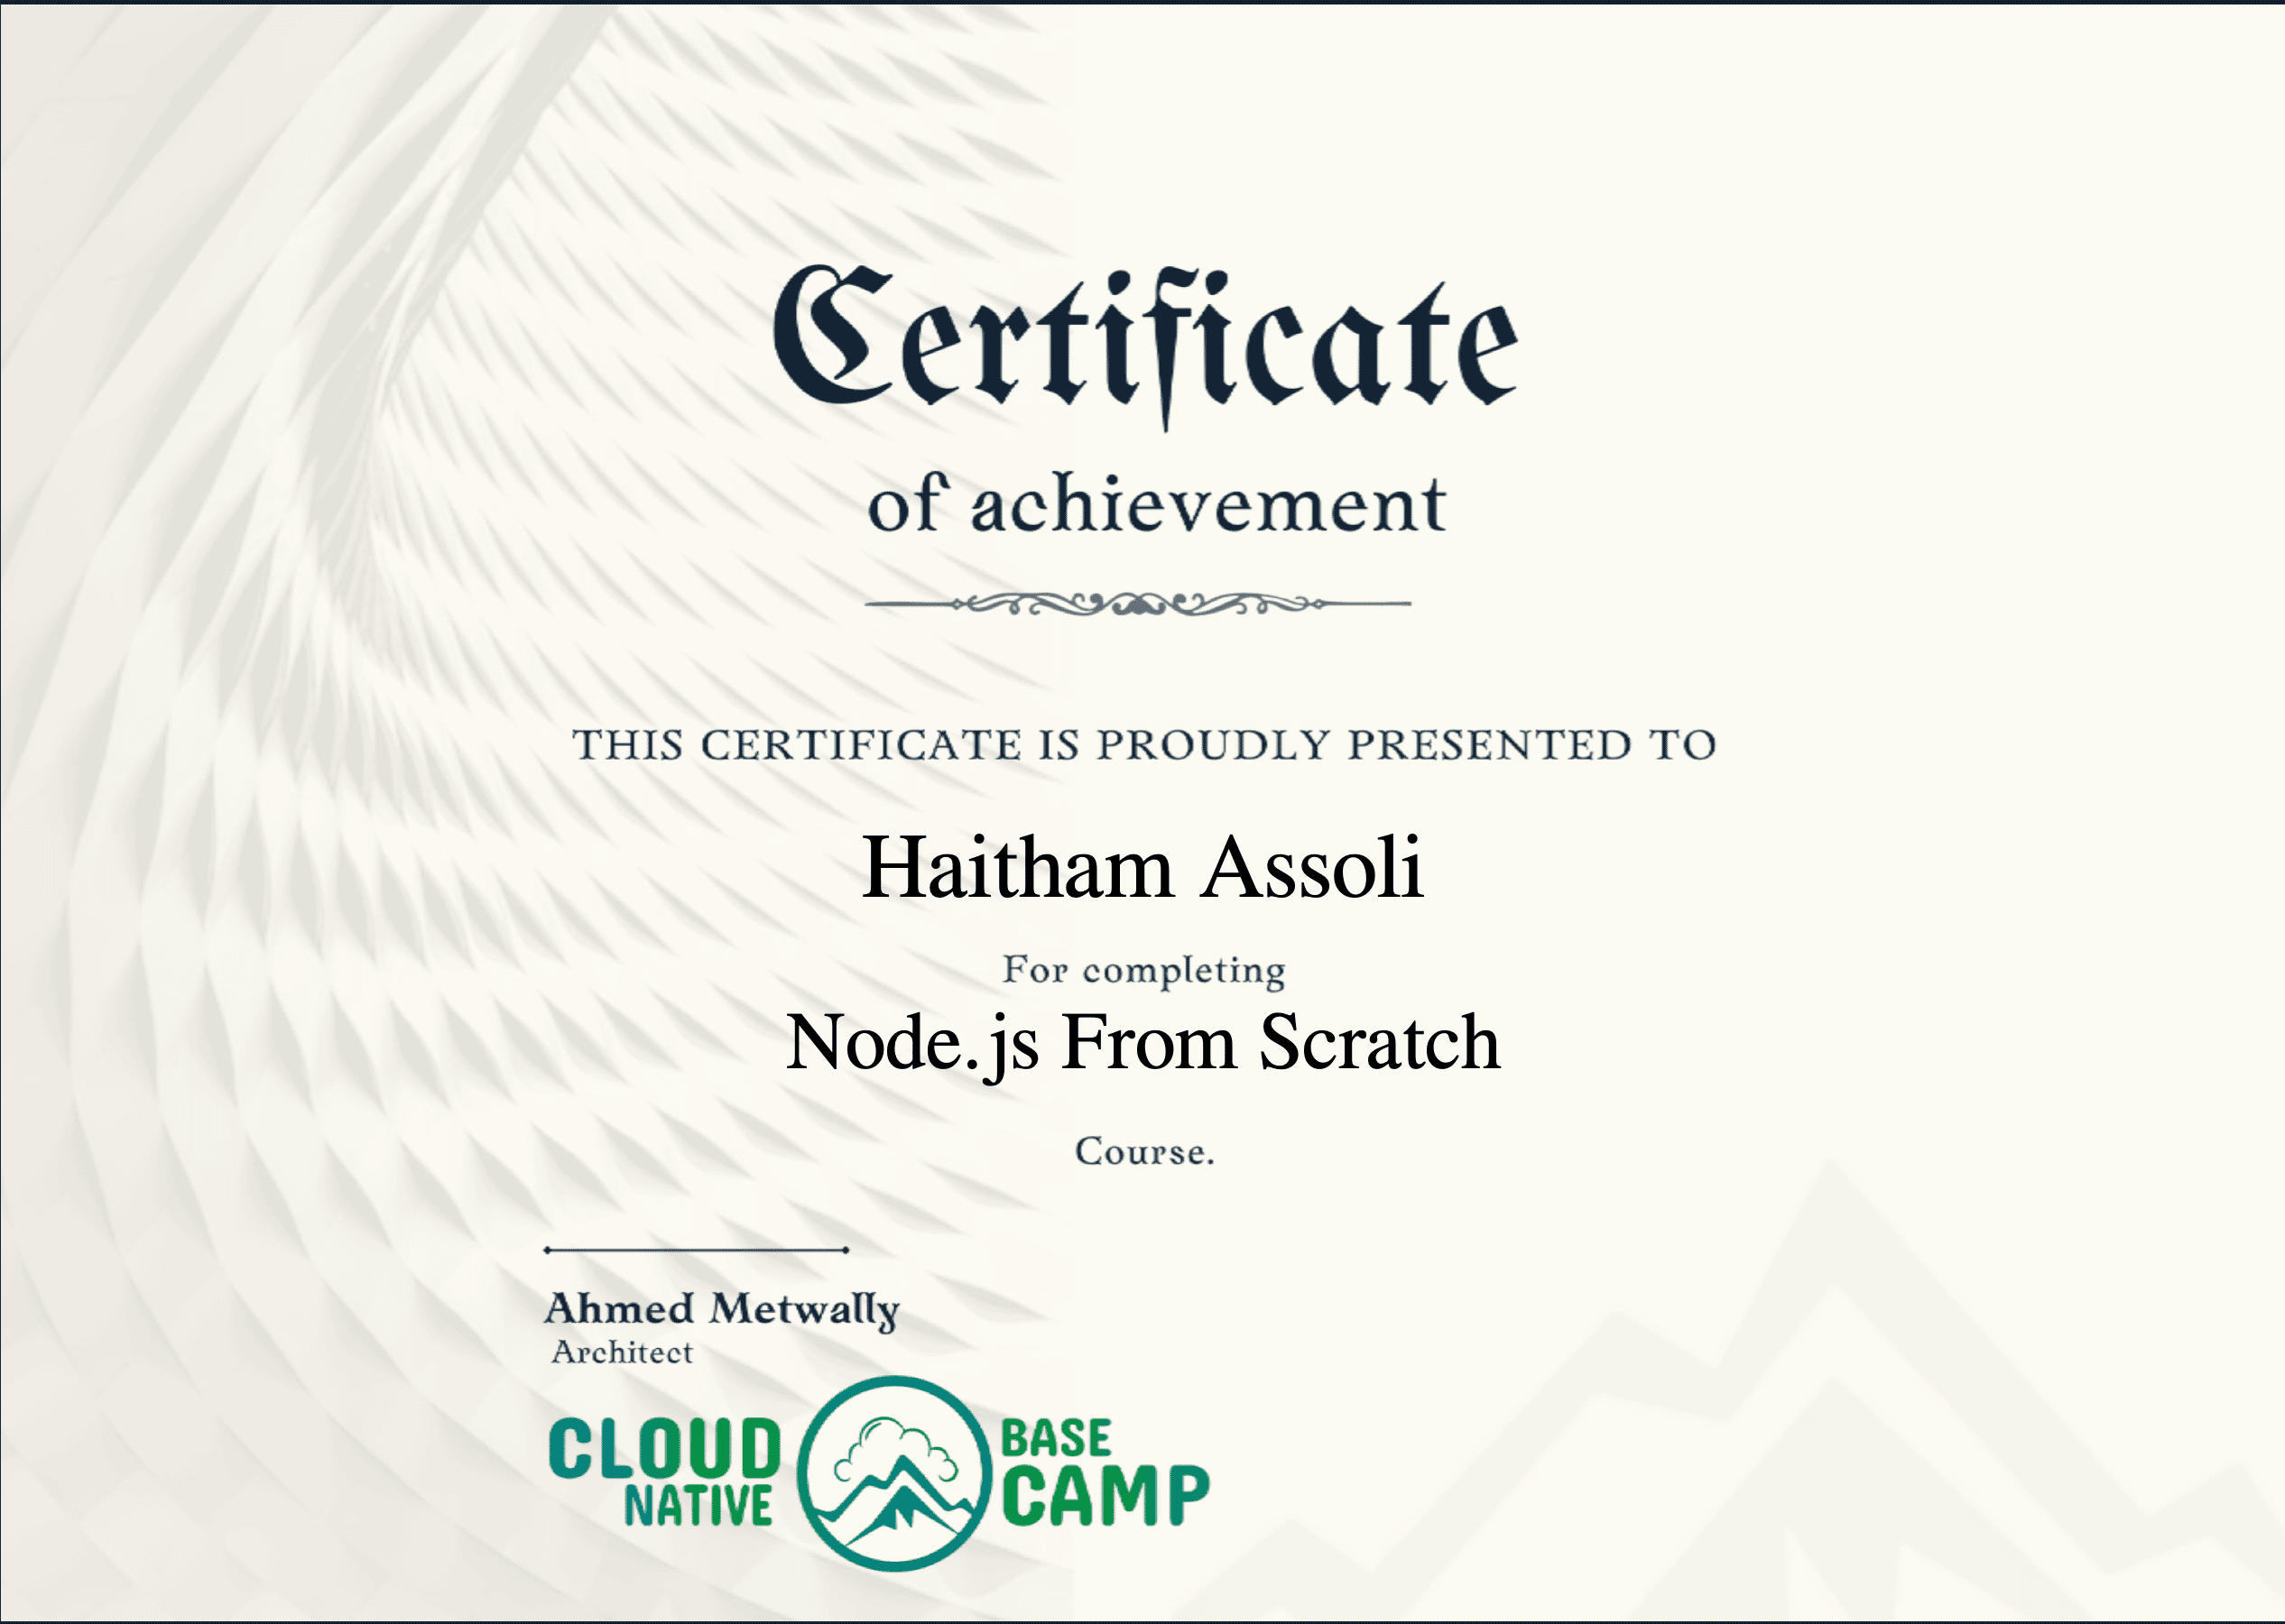 Certificate
of achievement
THIS CERTIFICATE IS PROUDLY PRESENTED TO
Haitham Assoli
For completing
Node.js From Scratch
Course.
Ahmed Metwally
Architect
CLOUD
NATIVE
BASE
CAMP